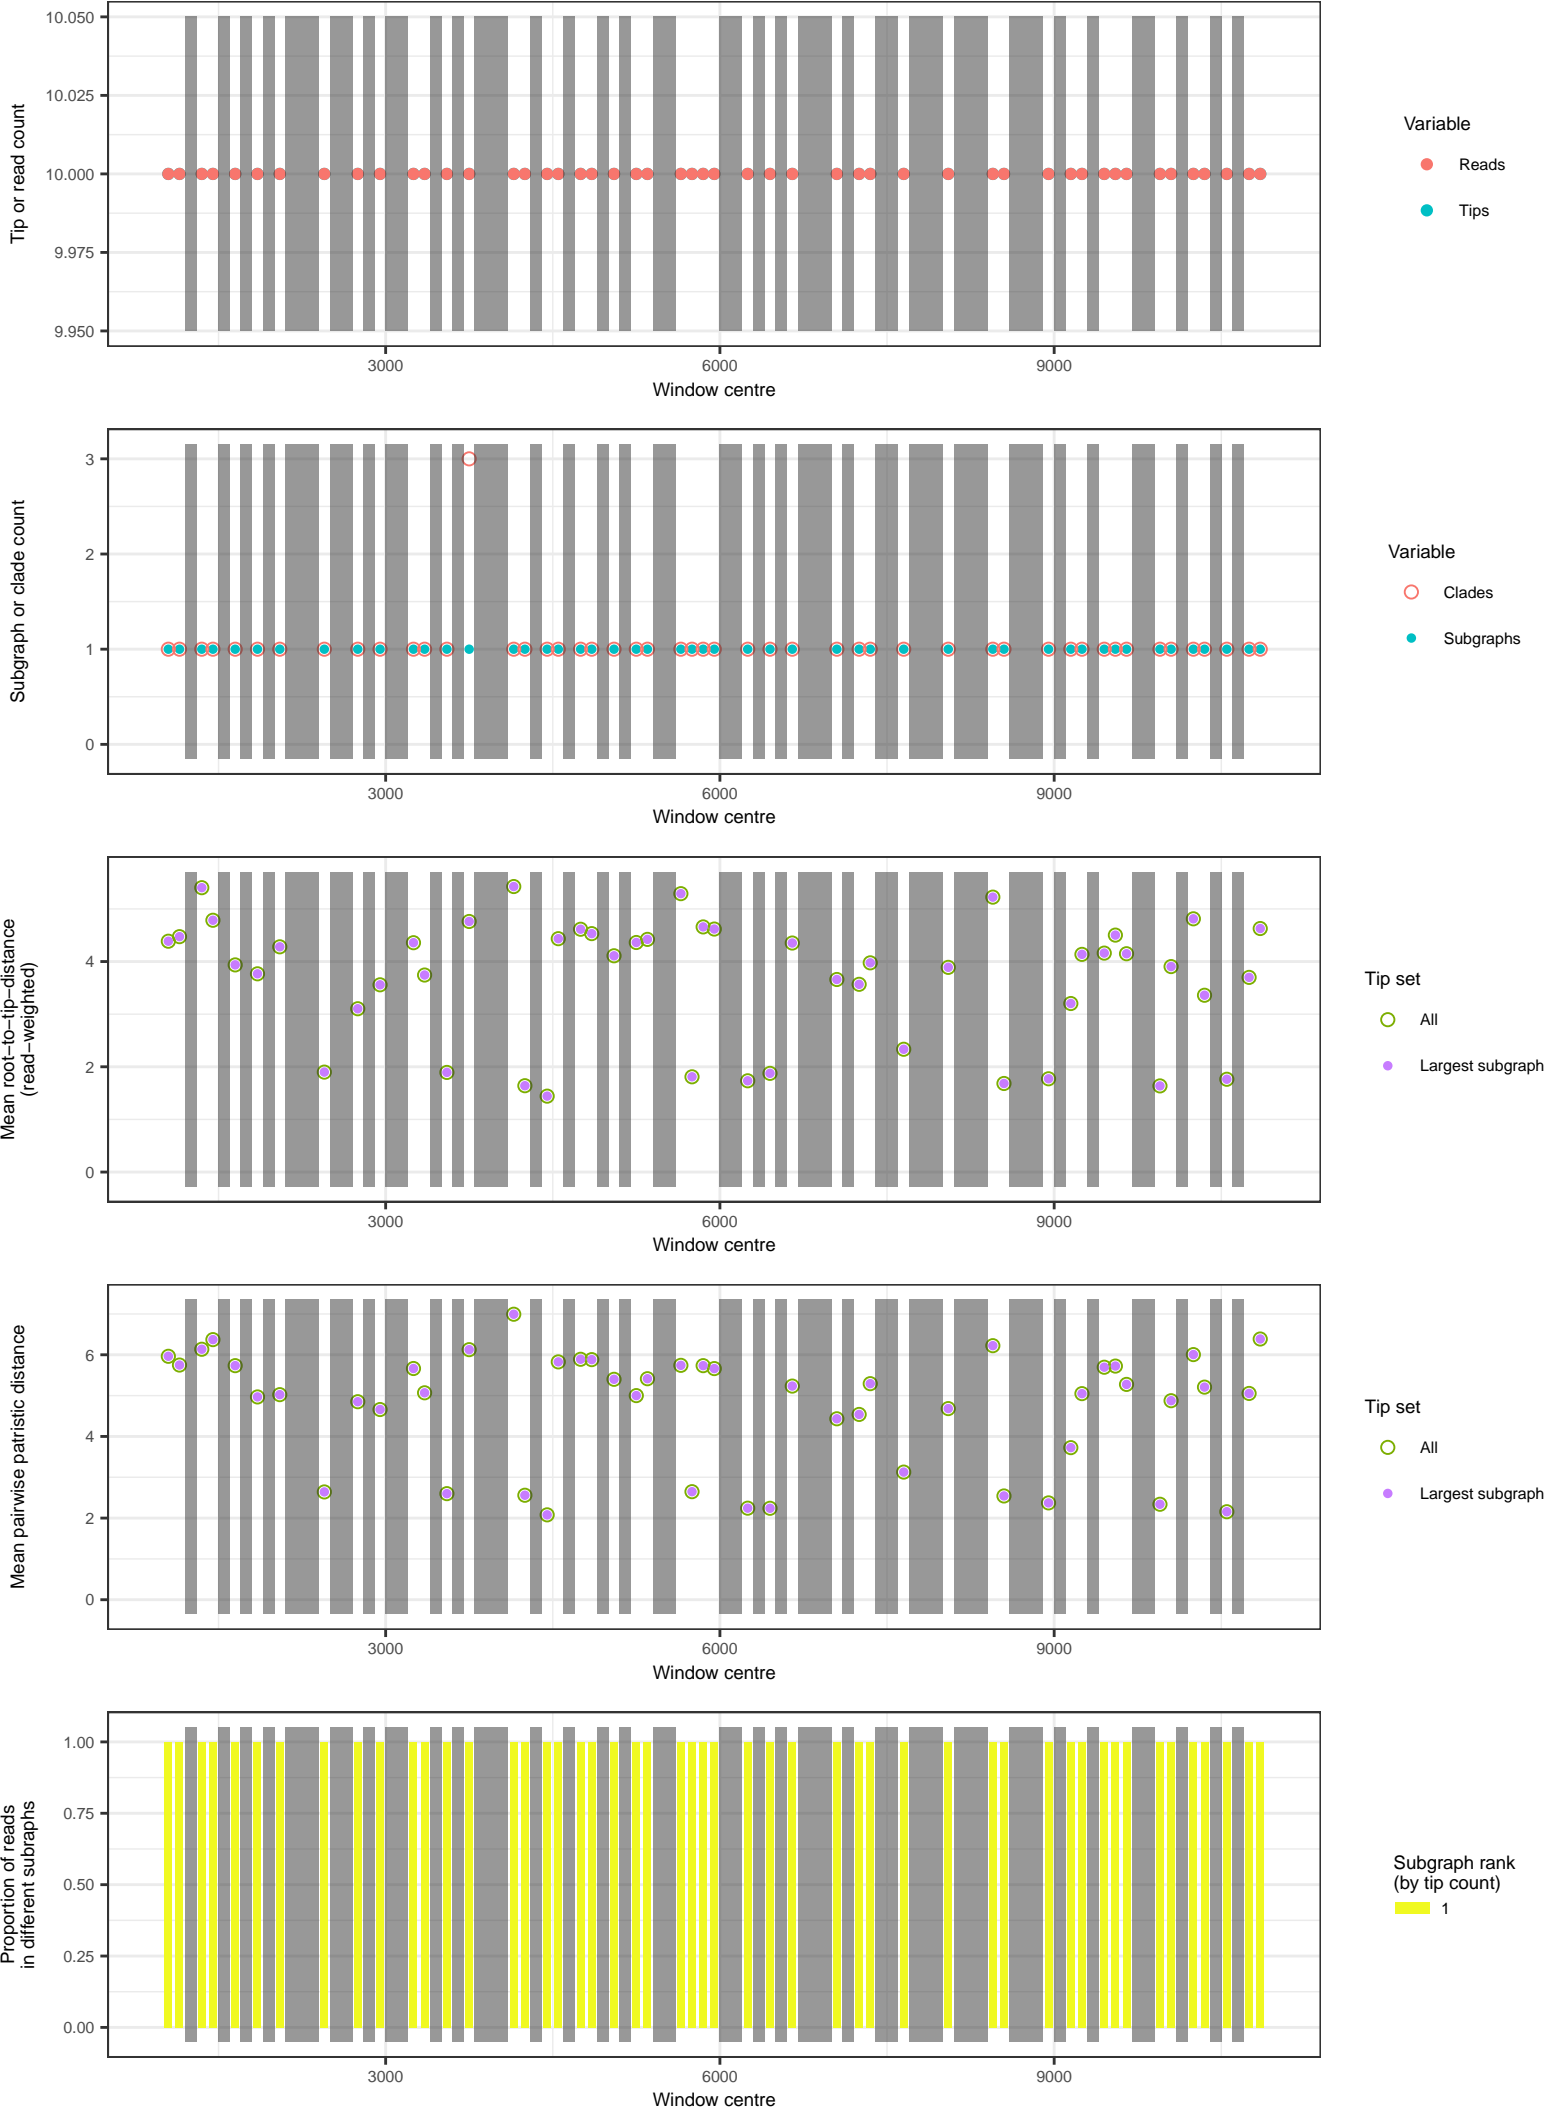 10.050
10.025
10.000
9.975
9.950
Tip or read count
3000
6000
9000
Window centre
Variable
Reads
Tips
3
2
1
0
Subgraph or clade count
3000
6000
9000
Window centre
Variable
Clades
Subgraphs
4
2
0
Mean root−to−tip−distance
(read−weighted)
3000
6000
9000
Window centre
Tip set
All
Largest subgraph
6
4
2
0
Mean pairwise patristic distance
3000
6000
9000
Window centre
Tip set
All
Largest subgraph
1.00
0.75
0.50
0.25
0.00
Proportion of reads
in different subraphs
3000
6000
9000
Window centre
Subgraph rank
(by tip count)
1